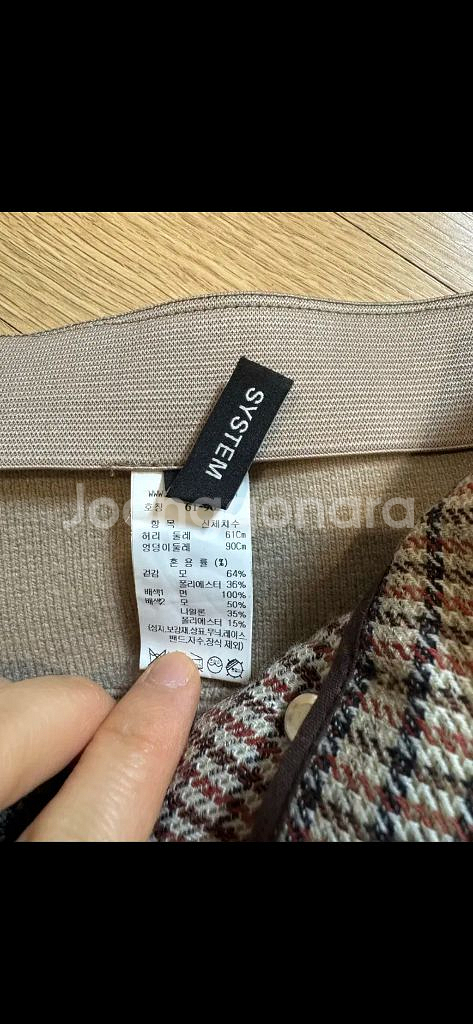 SYSTEM
WWW.
호칭 61-90
항 목 신체치수
허리 둘레 61Cm
엉덩이둘레 90Cm
혼 용 률 (%)
겉감 모 64%
폴리에스터 36%
배색1 면 100%
배색2 모 50%
나일론 35%
폴리에스터 15%
(심지,보강재,상표,무늬,레이스
밴드,자수,장식 제외)